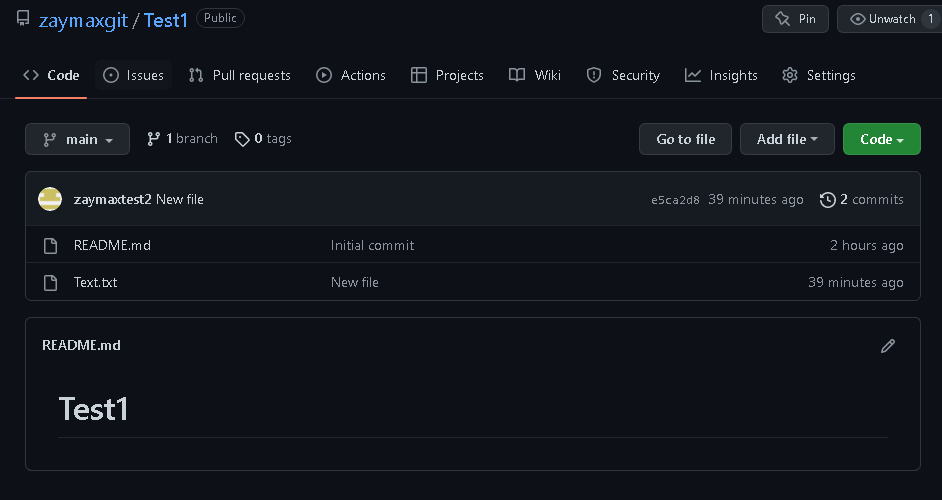 zaymaxgit / Test1 Public Pin Unwatch 1
Code Issues Pull requests Actions Projects Wiki Security Insights Settings
main 1 branch 0 tags Go to file Add file Code
zaymaxtest2 New file e5ca2d8 39 minutes ago 2 commits
README.md Initial commit 2 hours ago
Text.txt New file 39 minutes ago
README.md
Test1